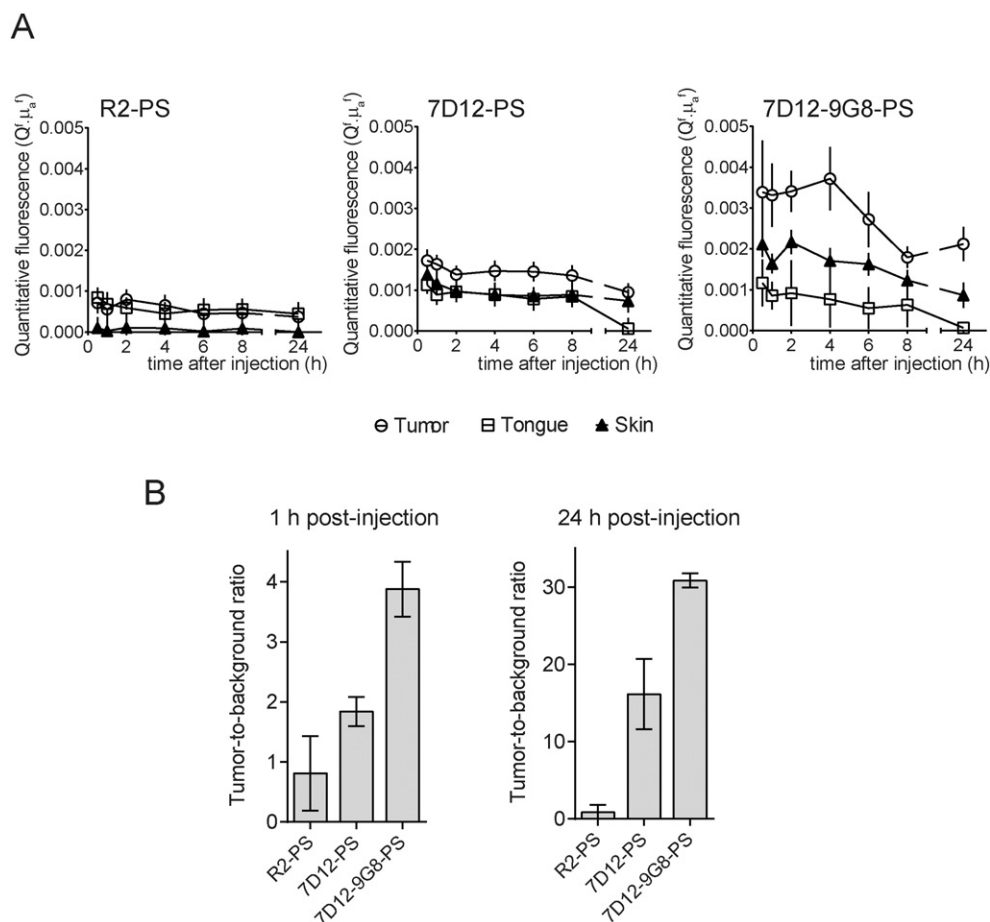 A
R2-PS
Quantitative fluorescence (Qᶠ.μₐᶠ)
0.005
0.004
0.003
0.002
0.001
0.000
0 2 4 6 8 24
time after injection (h)
7D12-PS
Quantitative fluorescence (Qᶠ.μₐᶠ)
0.005
0.004
0.003
0.002
0.001
0.000
0 2 4 6 8 24
time after injection (h)
7D12-9G8-PS
Quantitative fluorescence (Qᶠ.μₐᶠ)
0.005
0.004
0.003
0.002
0.001
0.000
0 2 4 6 8 24
time after injection (h)
Tumor Tongue Skin
B
1 h post-injection
Tumor-to-background ratio
4
3
2
1
0
R2-PS
7D12-PS
7D12-9G8-PS
24 h post-injection
Tumor-to-background ratio
30
20
10
0
R2-PS
7D12-PS
7D12-9G8-PS